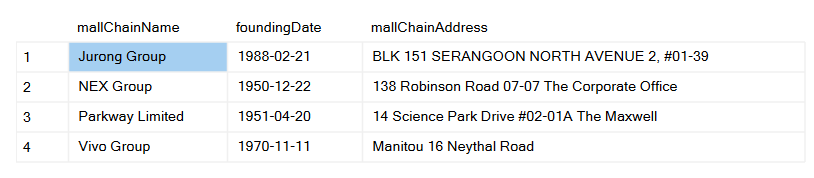 mallChainName foundingDate mallChainAddress
1 Jurong Group 1988-02-21 BLK 151 SERANGOON NORTH AVENUE 2, #01-39
2 NEX Group 1950-12-22 138 Robinson Road 07-07 The Corporate Office
3 Parkway Limited 1951-04-20 14 Science Park Drive #02-01A The Maxwell
4 Vivo Group 1970-11-11 Manitou 16 Neythal Road